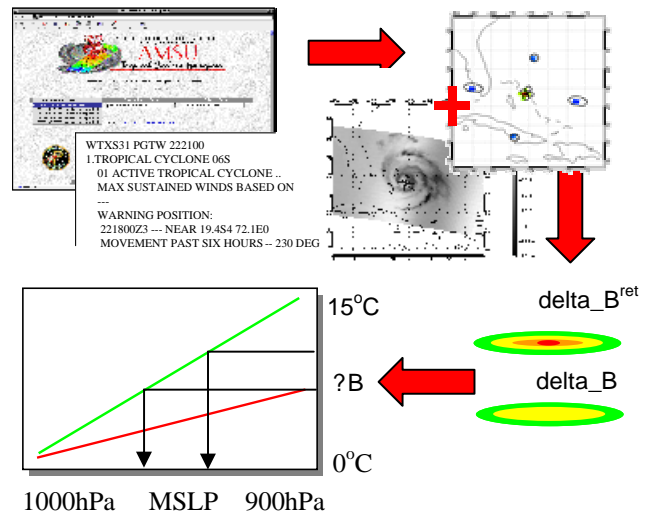 AMSU
WTXS31 PGTW 222100
1.TROPICAL CYCLONE 06S
01 ACTIVE TROPICAL CYCLONE ..
MAX SUSTAINED WINDS BASED ON
---
WARNING POSITION:
221800Z3 --- NEAR 19.4S4 72.1E0
MOVEMENT PAST SIX HOURS -- 230 DEG
15°C
?B
0°C
1000hPa MSLP 900hPa
delta_B^ret
delta_B